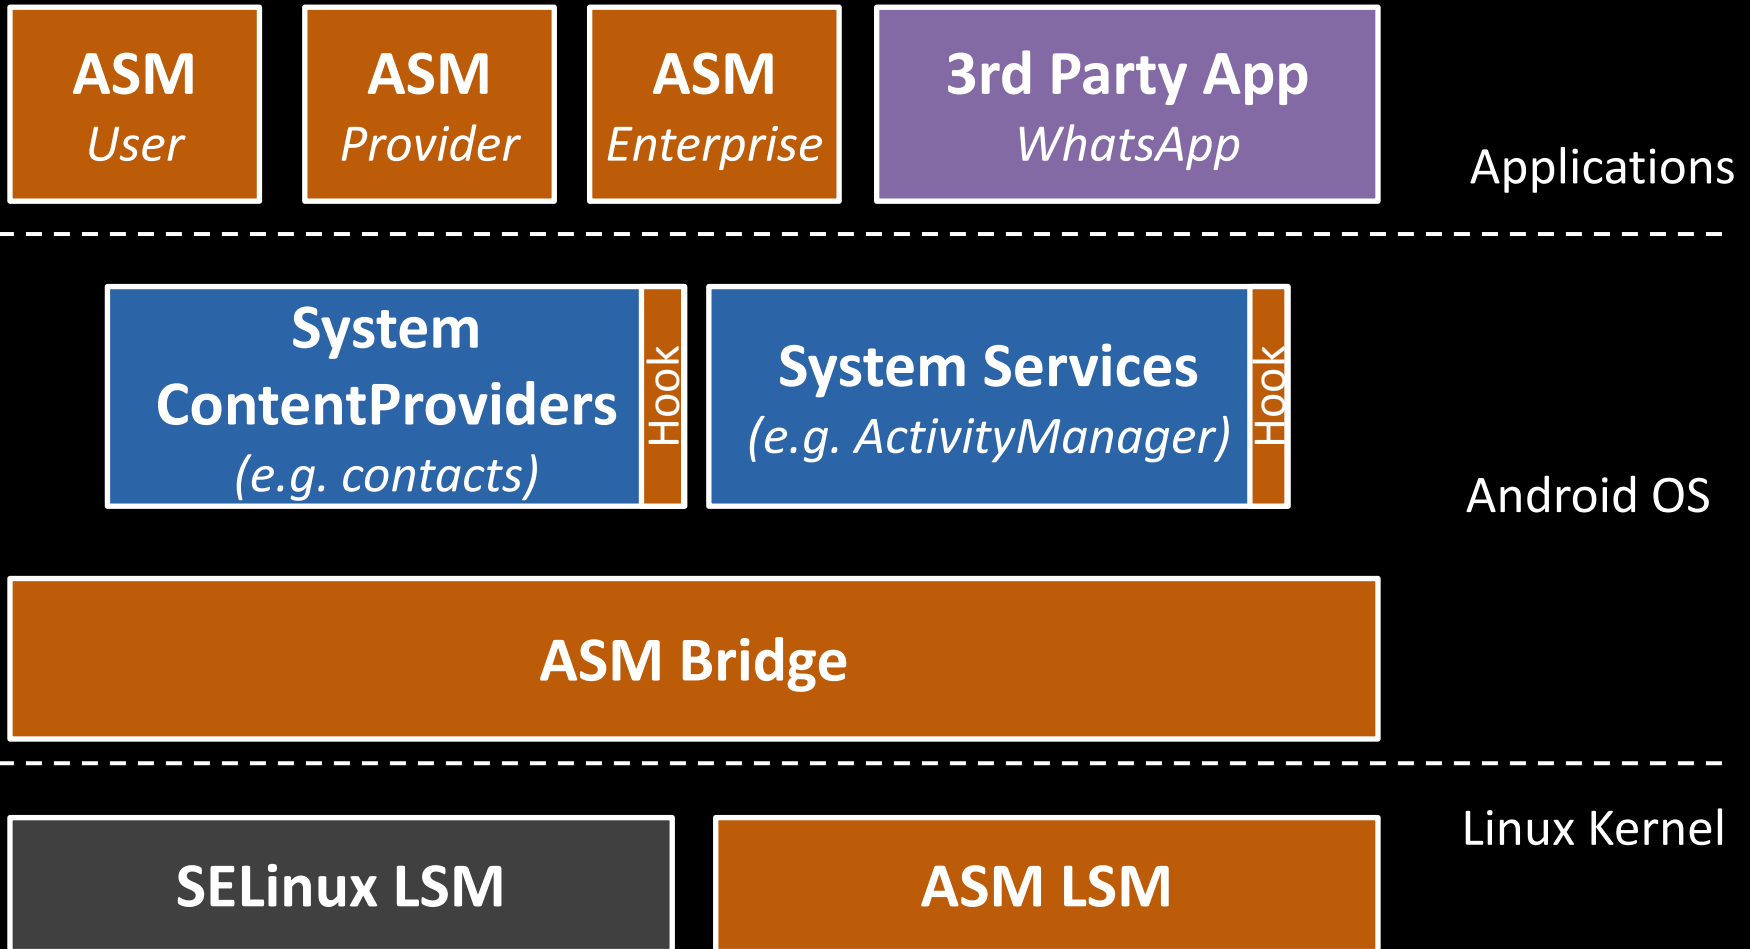 ASM
User
ASM
Provider
ASM
Enterprise
3rd Party App
WhatsApp
Applications
System
ContentProviders
(e.g. contacts)
Hook
System Services
(e.g. ActivityManager)
Hook
Android OS
ASM Bridge
Linux Kernel
SELinux LSM
ASM LSM